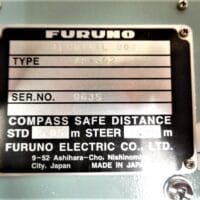 FURUNO
TYPE
SER.NO. 9635
COMPASS SAFE DISTANCE
STD m STEER m
FURUNO ELECTRIC CO., LTD.
9-52 Ashihara-Cho, Nishinomiya
City, Japan MADE IN JAPAN